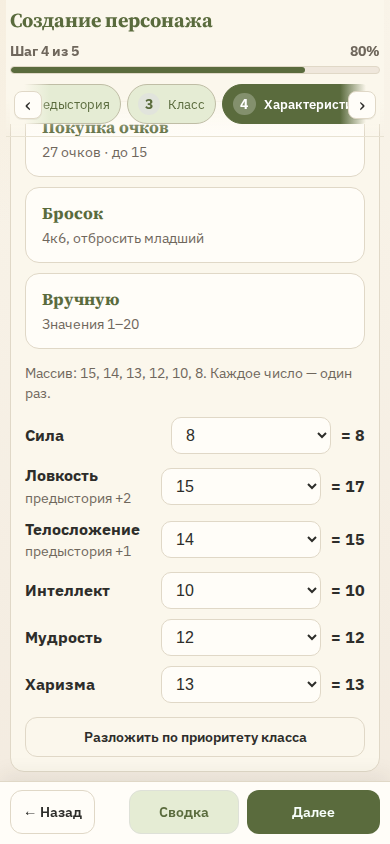 Создание персонажа
Шаг 4 из 5
80%
‹
едыстория
3 Класс
4 Характерист
›
Покупка очков
27 очков · до 15
Бросок
4к6, отбросить младший
Вручную
Значения 1–20
Массив: 15, 14, 13, 12, 10, 8. Каждое число — один
раз.
Сила 8 = 8
Ловкость
предыстория +2
15 = 17
Телосложение
предыстория +1
14 = 15
Интеллект 10 = 10
Мудрость 12 = 12
Харизма 13 = 13
Разложить по приоритету класса
← Назад
Сводка
Далее